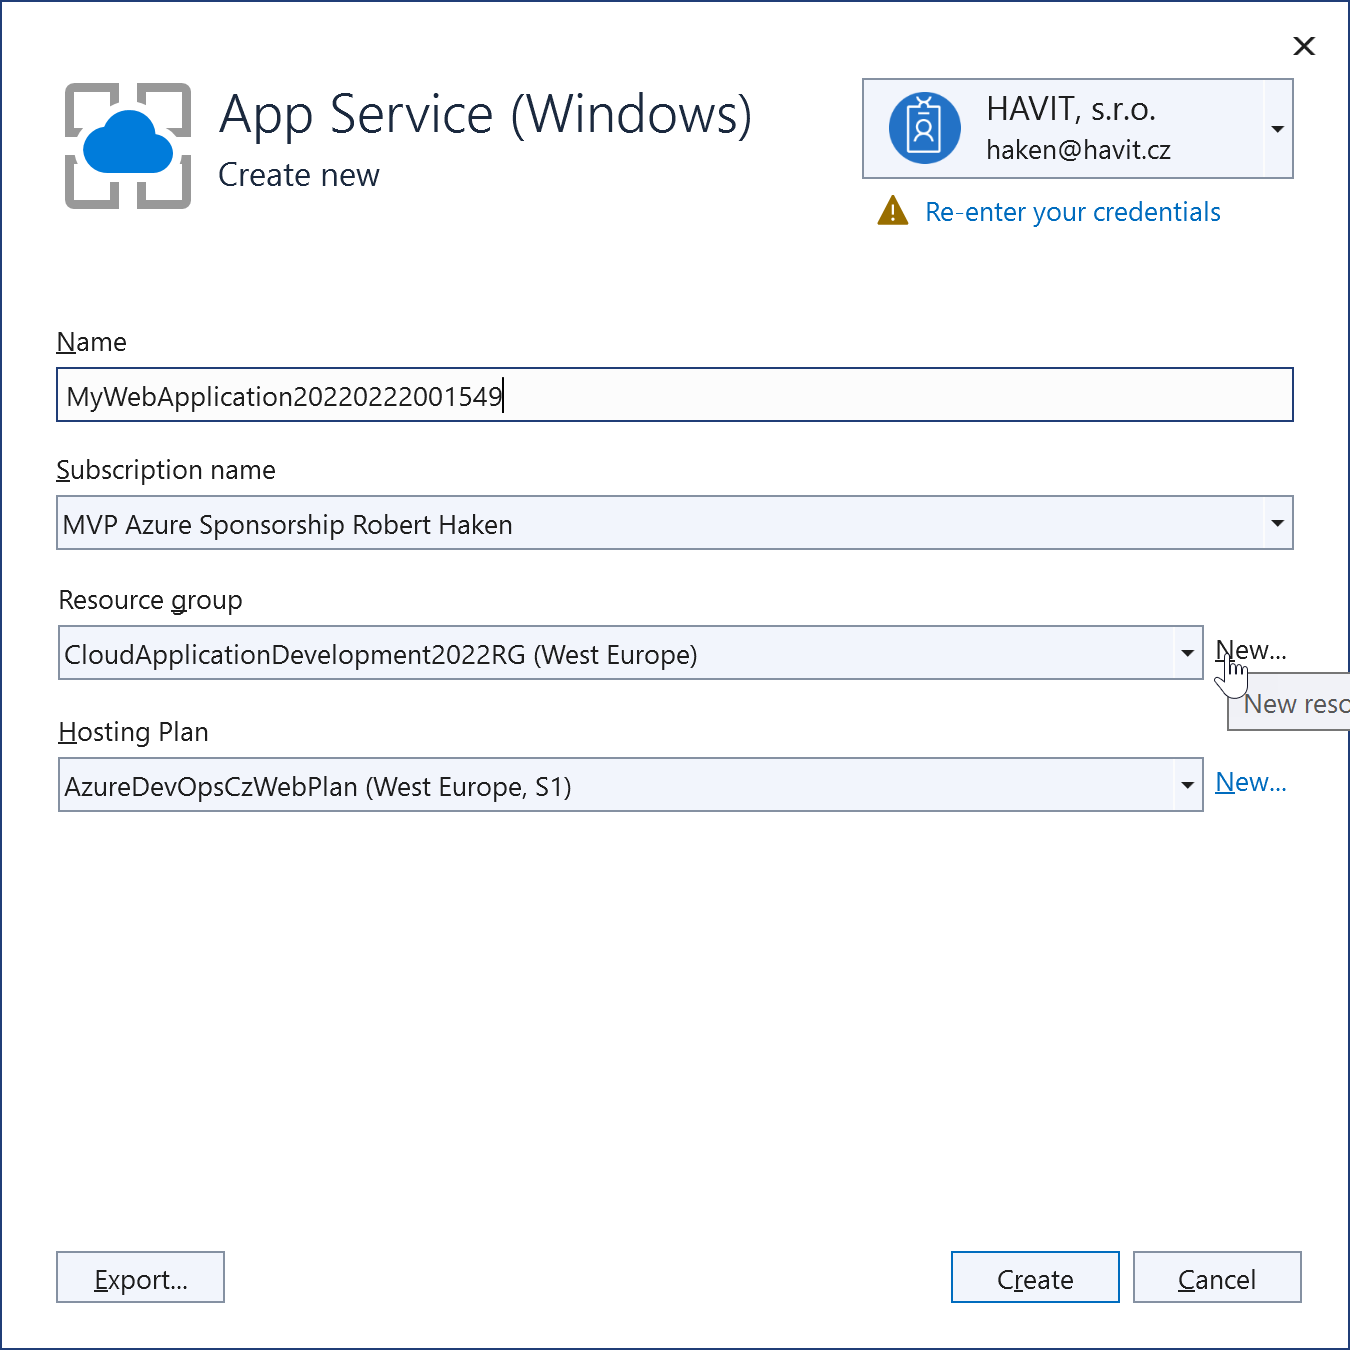 App Service (Windows)
Create new
HAVIT, s.r.o.
haken@havit.cz
Re-enter your credentials
Name
MyWebApplication20220222001549
Subscription name
MVP Azure Sponsorship Robert Haken
Resource group
CloudApplicationDevelopment2022RG (West Europe)
New...
New reso
Hosting Plan
AzureDevOpsCzWebPlan (West Europe, S1)
New...
Export...
Create
Cancel